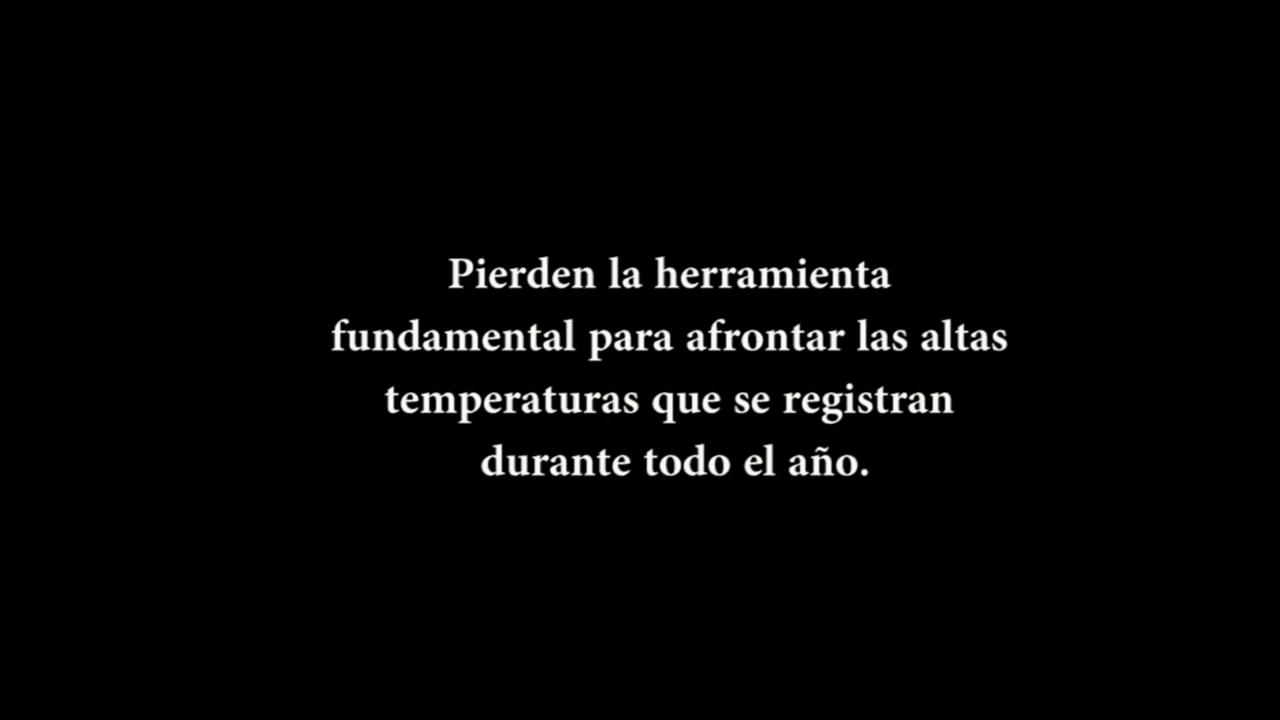 Pierden la herramienta
fundamental para afrontar las altas
temperaturas que se registran
durante todo el año.